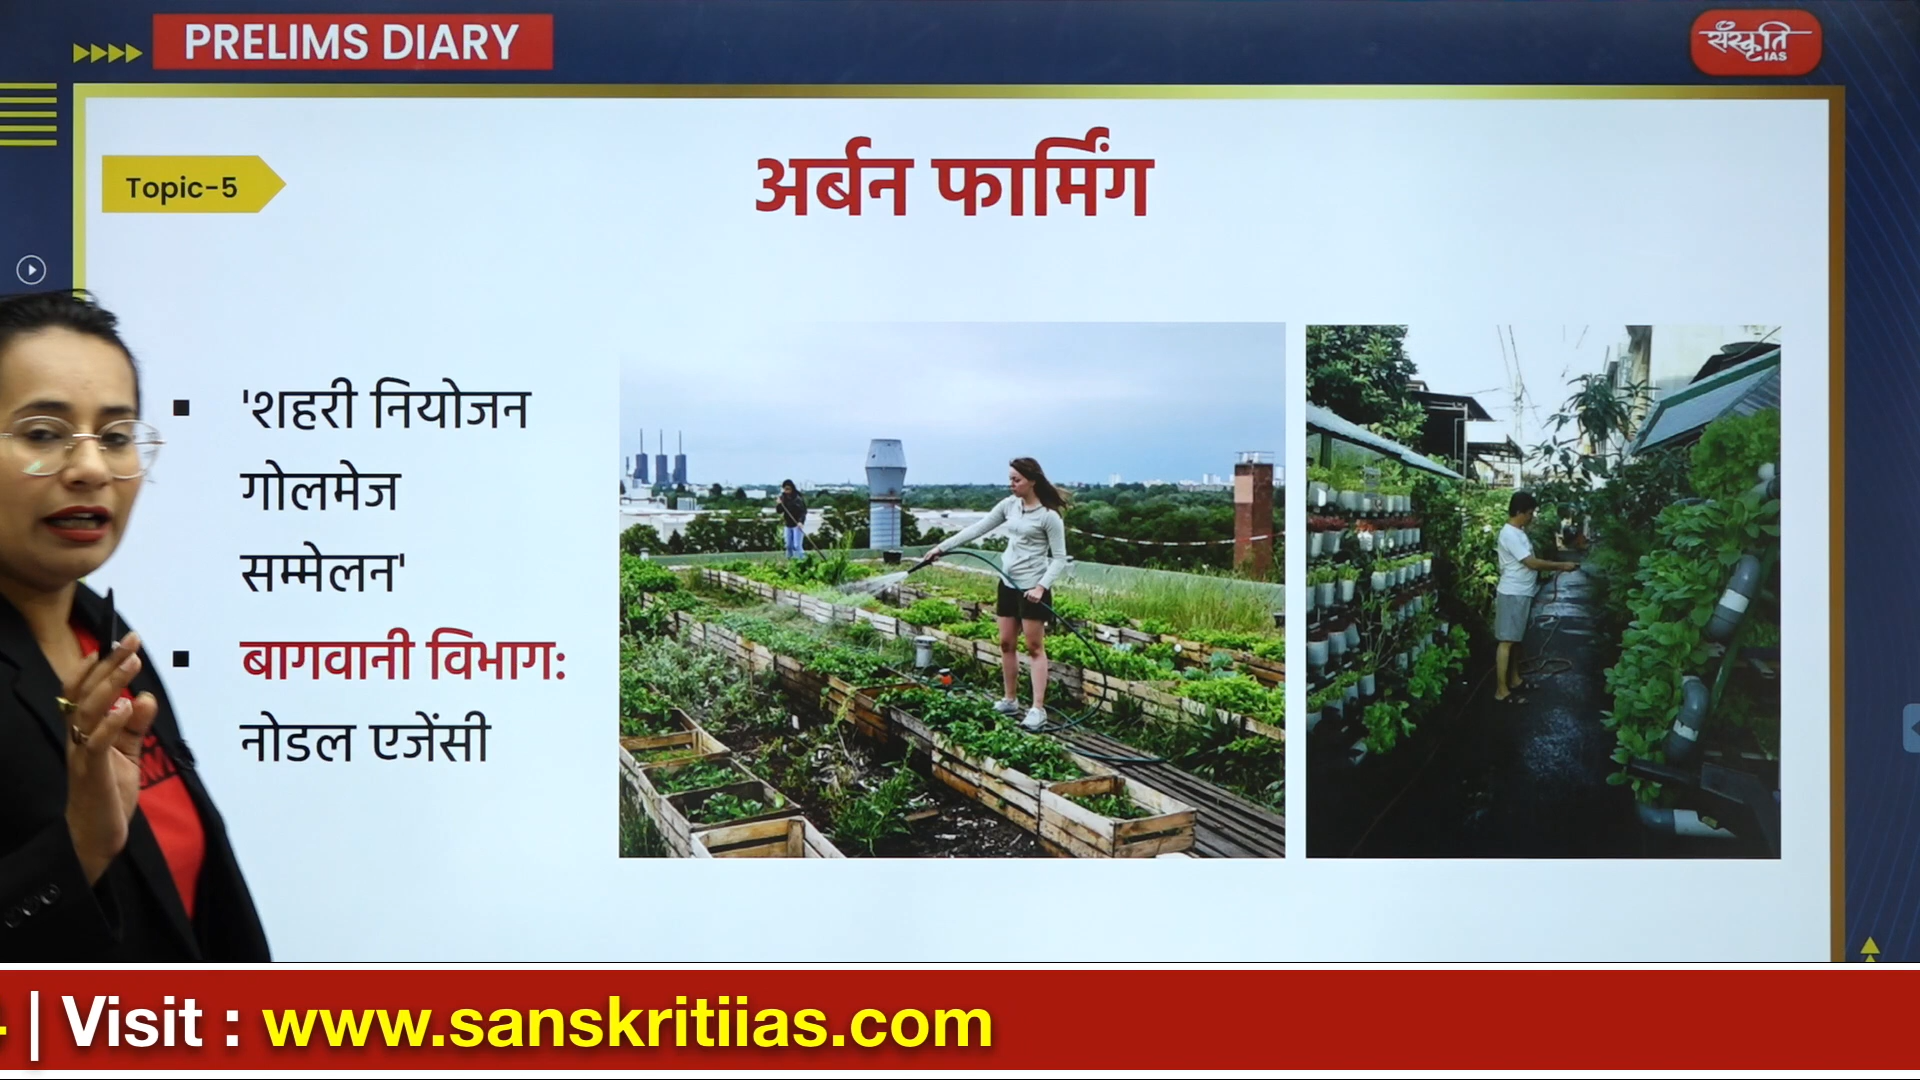 PRELIMS DIARY
संस्कृति
IAS
Topic-5
अर्बन फार्मिंग
▪ 'शहरी नियोजन
गोलमेज
सम्मेलन'
▪ बागवानी विभाग:
नोडल एजेंसी
| Visit : www.sanskritiias.com